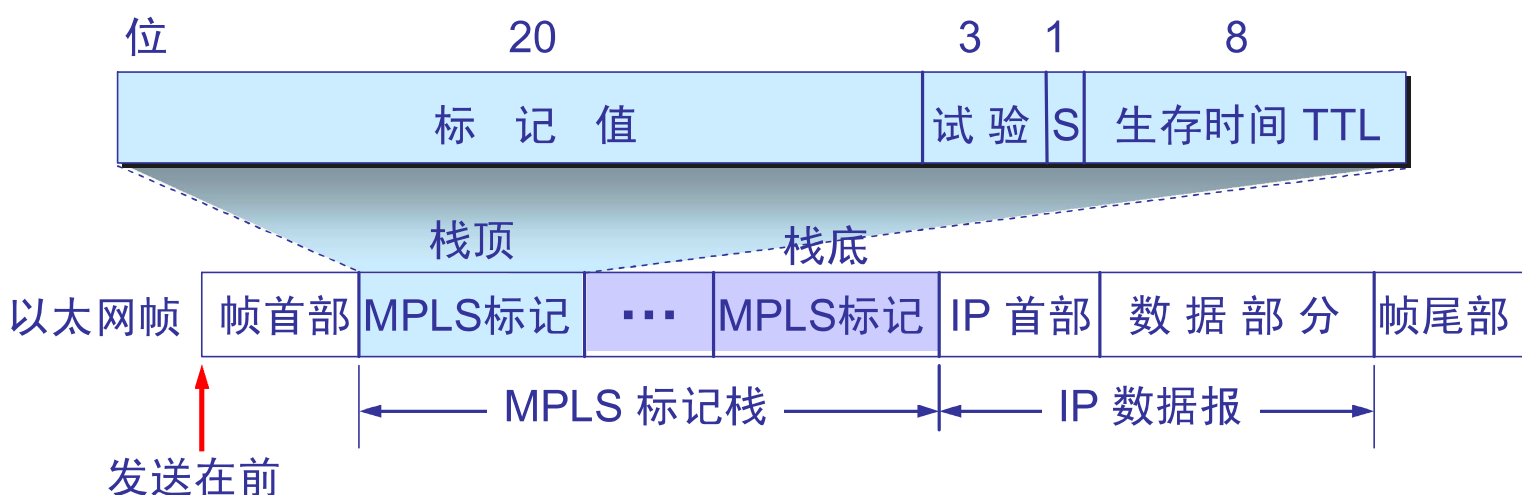 位 20 3 1 8
标 记 值 试 验 S 生存时间 TTL
栈顶 栈底
以太网帧 帧首部 MPLS标记 ··· MPLS标记 IP 首部 数 据 部 分 帧尾部
MPLS 标记栈 IP 数据报
发送在前